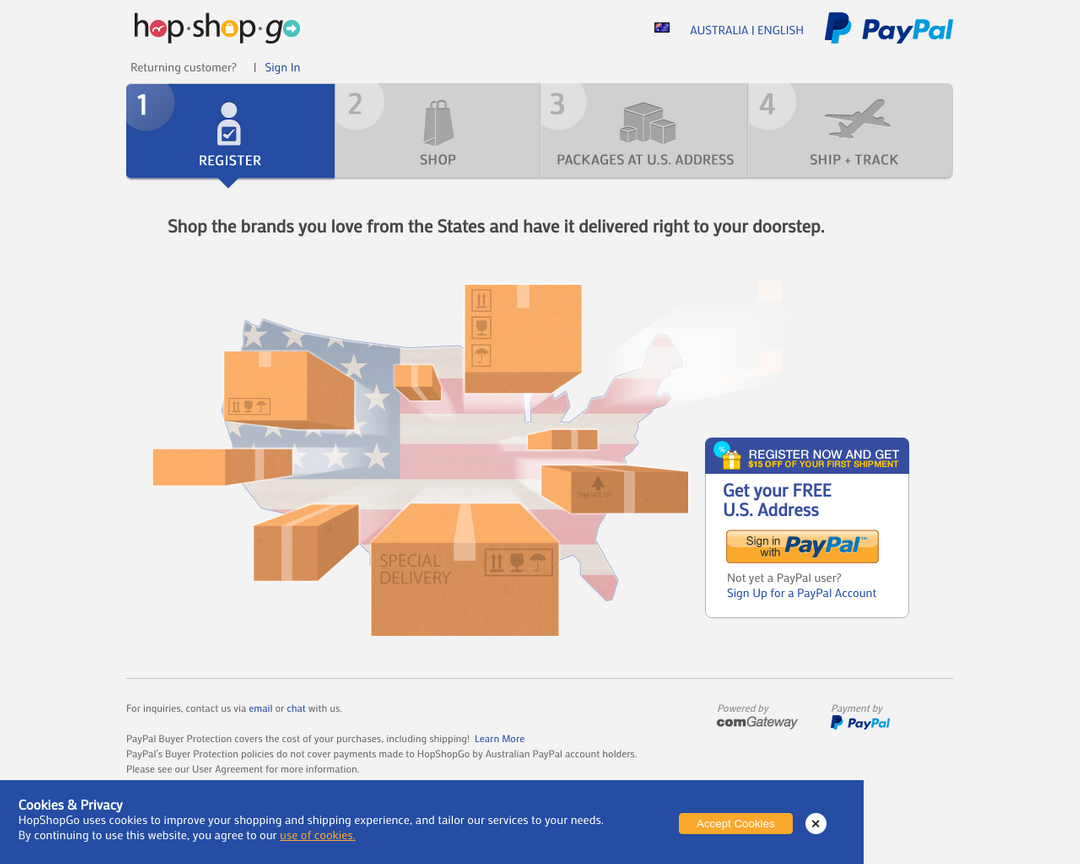 hop·shop·go
AUSTRALIA | ENGLISH
PayPal
Returning customer? | Sign In
1
REGISTER
2
SHOP
3
PACKAGES AT U.S. ADDRESS
4
SHIP + TRACK
Shop the brands you love from the States and have it delivered right to your doorstep.
SPECIAL
DELIVERY
%
REGISTER NOW AND GET
$15 OFF OF YOUR FIRST SHIPMENT
Get your FREE
U.S. Address
Sign in
with PayPal™
Not yet a PayPal user?
Sign Up for a PayPal Account
For inquiries, contact us via email or chat with us.
Powered by
comGateway
Payment by
PayPal
PayPal Buyer Protection covers the cost of your purchases, including shipping! Learn More
PayPal's Buyer Protection policies do not cover payments made to HopShopGo by Australian PayPal account holders.
Please see our User Agreement for more information.
Cookies & Privacy
HopShopGo uses cookies to improve your shopping and shipping experience, and tailor our services to your needs.
By continuing to use this website, you agree to our use of cookies.
Accept Cookies